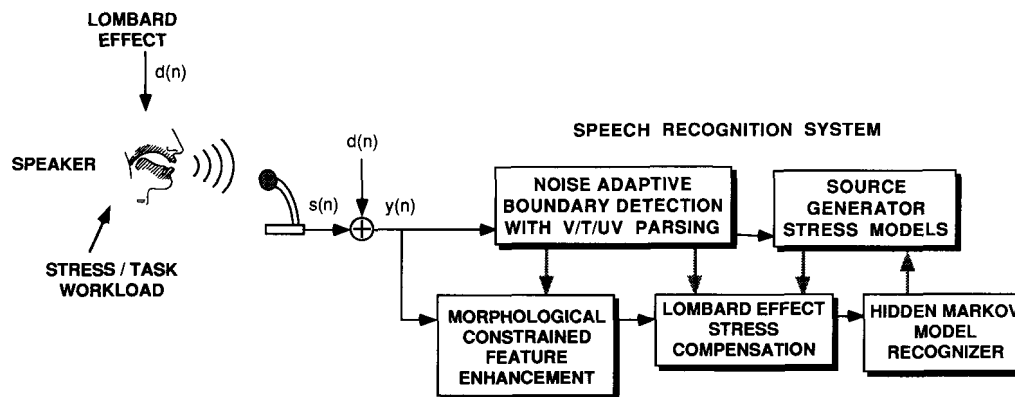 LOMBARD
EFFECT
d(n)
SPEAKER
STRESS / TASK
WORKLOAD
s(n)
d(n)
y(n)
SPEECH RECOGNITION SYSTEM
NOISE ADAPTIVE
BOUNDARY DETECTION
WITH V/T/UV PARSING
SOURCE
GENERATOR
STRESS MODELS
MORPHOLOGICAL
CONSTRAINED
FEATURE
ENHANCEMENT
LOMBARD EFFECT
STRESS
COMPENSATION
HIDDEN MARKOV
MODEL
RECOGNIZER